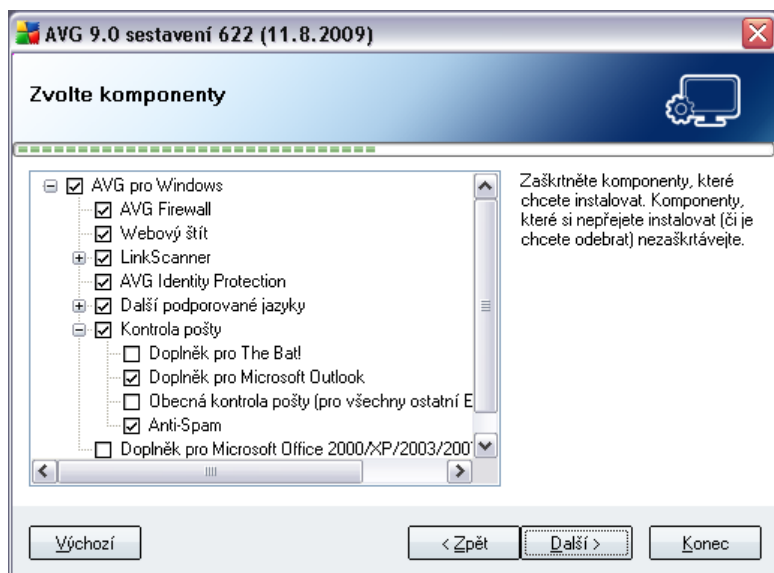 AVG 9.0 sestavení 622 (11.8.2009)
Zvolte komponenty
AVG pro Windows
AVG Firewall
Webový štít
LinkScanner
AVG Identity Protection
Další podporované jazyky
Kontrola pošty
Doplněk pro The Bat!
Doplněk pro Microsoft Outlook
Obecná kontrola pošty (pro všechny ostatní E
Anti-Spam
Doplněk pro Microsoft Office 2000/XP/2003/200
Zaškrtněte komponenty, které
chcete instalovat. Komponenty,
které si nepřejete instalovat (či je
chcete odebrat) nezaškrtávejte.
Výchozí
< Zpět
Další >
Konec